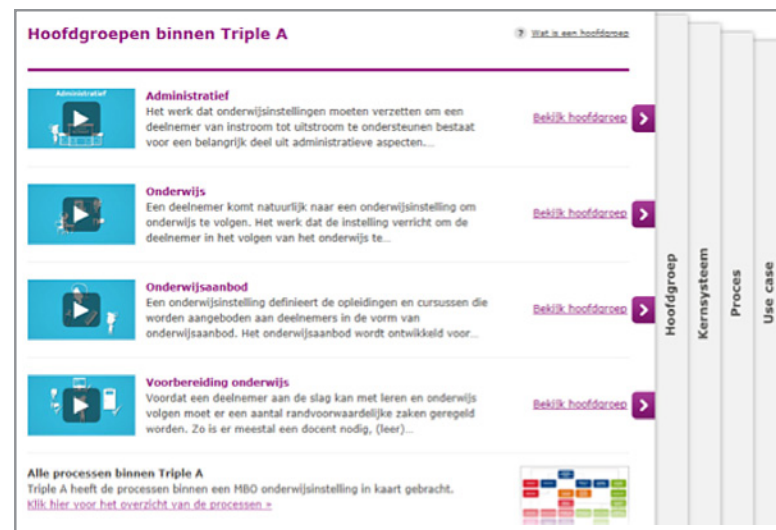 Hoofdgroepen binnen Triple A
? Wat is een hoofdgroep
Administratief
Administratief
Het werk dat onderwijsinstellingen moeten verzetten om een
deelnemer van instroom tot uitstroom te ondersteunen bestaat
voor een belangrijk deel uit administratieve aspecten...
Bekijk hoofdgroep
Onderwijs
Een deelnemer komt natuurlijk naar een onderwijsinstelling om
onderwijs te volgen. Het werk dat de instelling verricht om de
deelnemer in het volgen van het onderwijs te...
Bekijk hoofdgroep
Onderwijsaanbod
Een onderwijsinstelling definieert de opleidingen en cursussen die
worden aangeboden aan deelnemers in de vorm van
onderwijsaanbod. Het onderwijsaanbod wordt ontwikkeld voor...
Bekijk hoofdgroep
Voorbereiding onderwijs
Voordat een deelnemer aan de slag kan met leren en onderwijs
volgen moet er een aantal randvoorwaardelijke zaken geregeld
worden. Zo is er meestal een docent nodig, (leer)...
Bekijk hoofdgroep
Alle processen binnen Triple A
Triple A heeft de processen binnen een MBO onderwijsinstelling in kaart gebracht.
Klik hier voor het overzicht van de processen »
Hoofdgroep
Kernsysteem
Proces
Use case